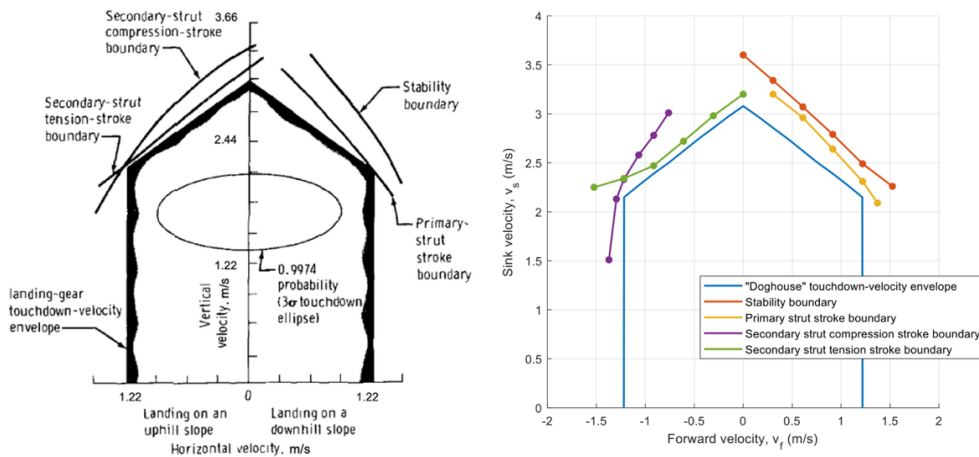 Secondary-strut
compression-stroke
boundary
3.66
Stability
boundary
Secondary-strut
tension-stroke
boundary
2.44
Primary-
strut
stroke
boundary
1.22
0.9974
probability
(3σ touchdown
ellipse)
Vertical
velocity, m/s
landing-gear
touchdown-velocity
envelope
1.22
0
1.22
Landing on an
uphill slope
Landing on a
downhill slope
Horizontal velocity, m/s
4
3.5
3
2.5
2
1.5
1
0.5
0
Sink velocity, v_s (m/s)
"Doghouse" touchdown-velocity envelope
Stability boundary
Primary strut stroke boundary
Secondary strut compression stroke boundary
Secondary strut tension stroke boundary
-2
-1.5
-1
-0.5
0
0.5
1
1.5
2
Forward velocity, v_f (m/s)